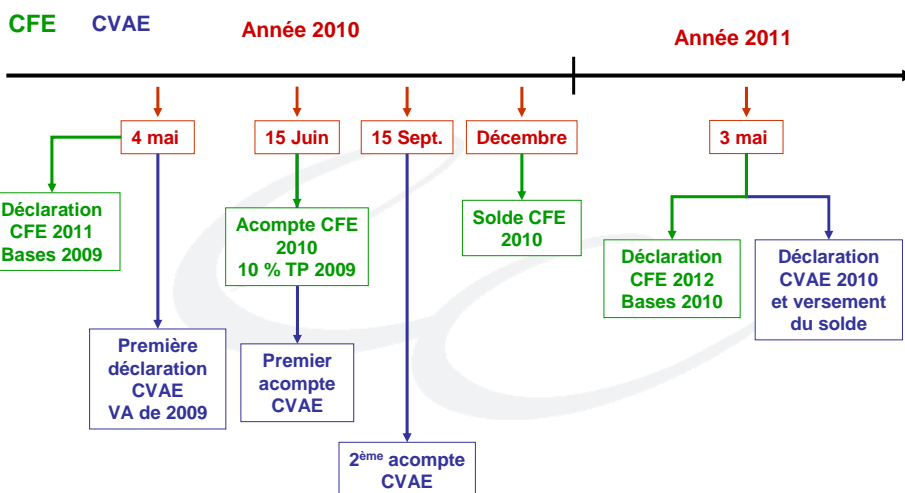 CFE CVAE Année 2010 Année 2011
4 mai 15 Juin 15 Sept. Décembre 3 mai
Déclaration
CFE 2011
Bases 2009
Acompte CFE
2010
10 % TP 2009
Solde CFE
2010
Déclaration
CFE 2012
Bases 2010
Déclaration
CVAE 2010
et versement
du solde
Première
déclaration
CVAE
VA de 2009
Premier
acompte
CVAE
2ème acompte
CVAE